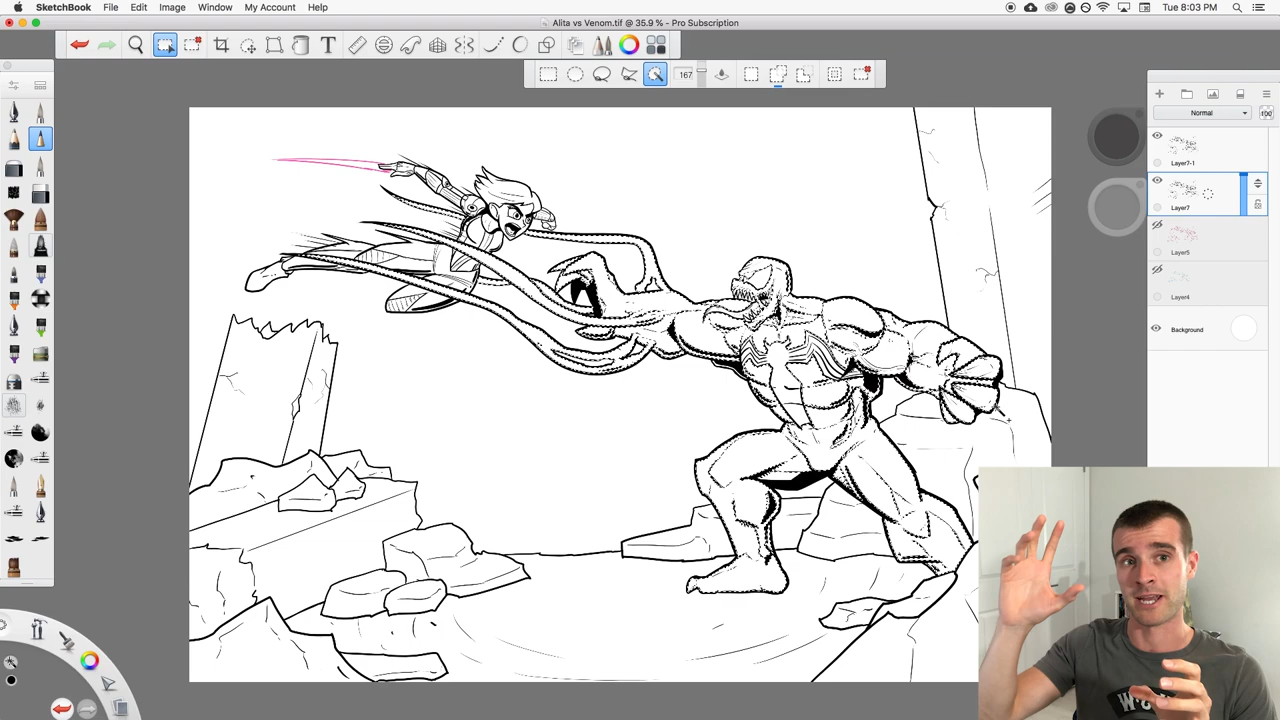 SketchBook File Edit Image Window My Account Help Tue 8:03 PM
Alita vs Venom.tif @ 35.9 % - Pro Subscription
T
167
Normal 100
Layer7-1
Layer7
Layer5
Layer4
Background